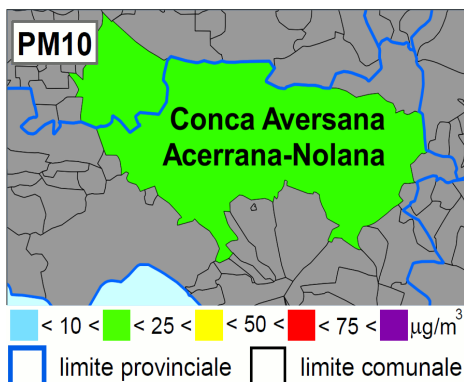 PM10
Conca Aversana
Acerrana-Nolana
< 10 < < 25 < < 50 < < 75 < μg/m³
limite provinciale limite comunale